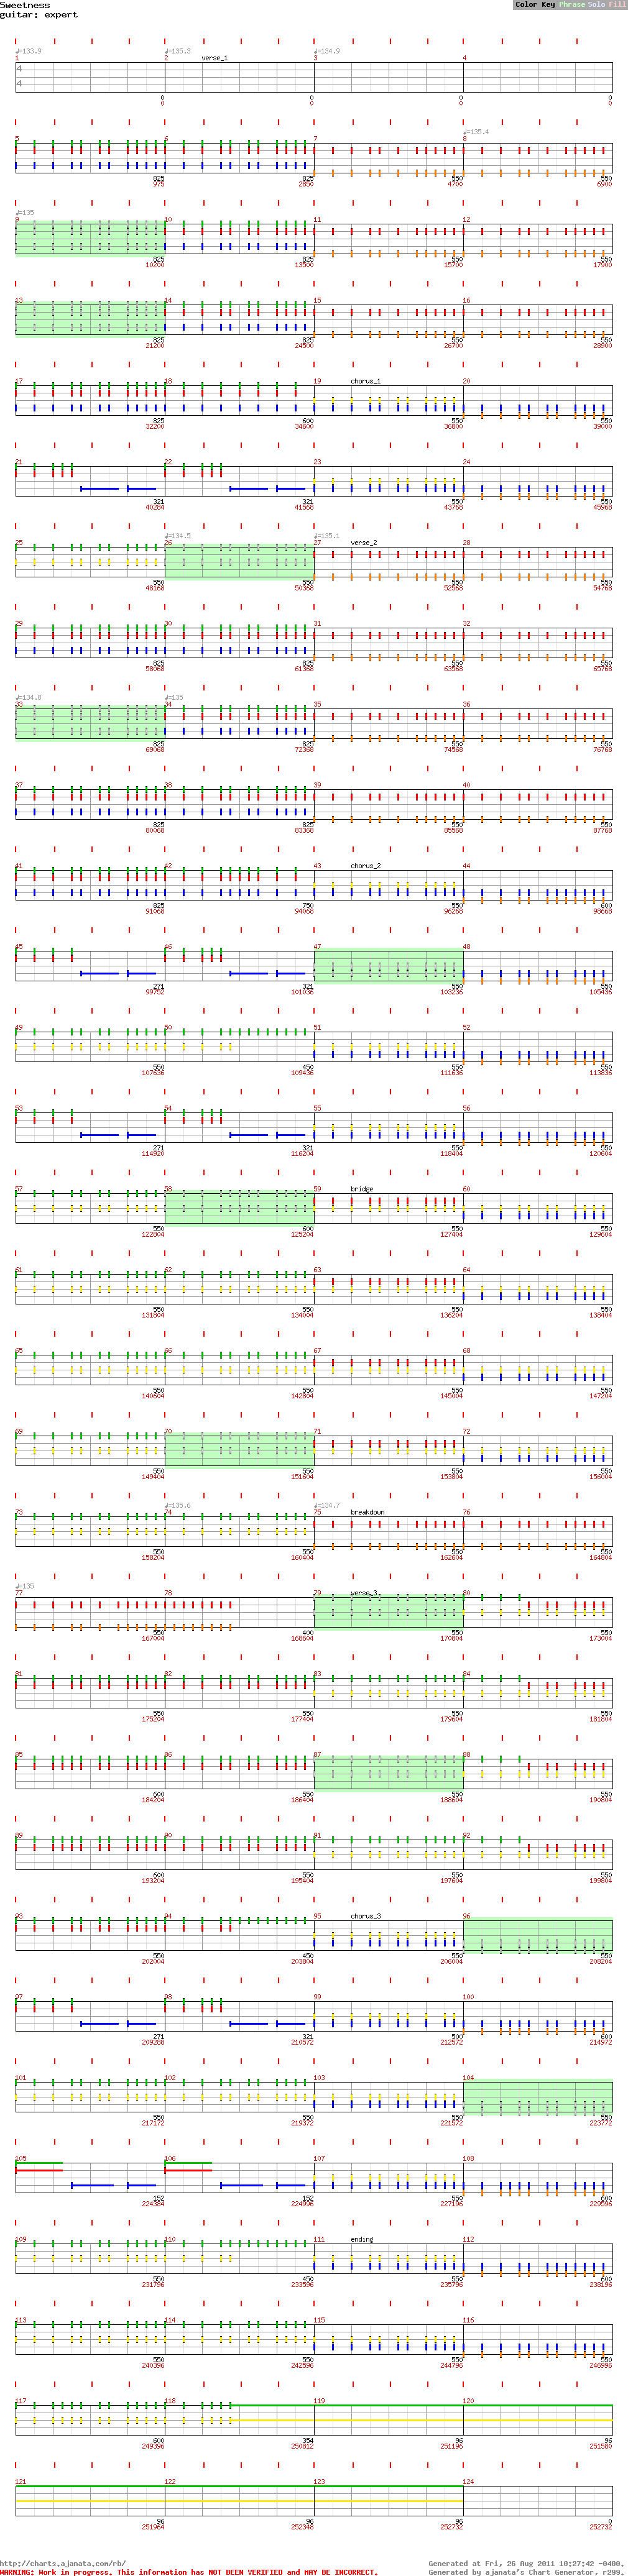 Sweetness
guitar: expert
Color Key Phrase Solo Fill
♩=133.9 ♩=135.3 ♩=134.9
1 2 verse_1 3 4
0 0 0 0
0 0 0 0
♩=135.4
5 6 7 8
825 825 550 550
975 2850 4700 6900
♩=135
9 10 11 12
825 825 550 550
10200 13500 15700 17900
13 14 15 16
825 825 550 550
21200 24500 26700 28900
17 18 19 chorus_1 20
825 600 550 550
32200 34600 36800 39000
21 22 23 24
321 321 550 550
40284 41568 43768 45968
♩=134.5 ♩=135.1
25 26 27 verse_2 28
550 550 550 550
48168 50368 52568 54768
29 30 31 32
825 825 550 550
58068 61368 63568 65768
♩=134.8 ♩=135
33 34 35 36
825 825 550 550
69068 72368 74568 76768
37 38 39 40
825 825 550 550
80068 83368 85568 87768
41 42 43 chorus_2 44
825 750 550 600
91068 94068 96268 98668
45 46 47 48
271 321 550 550
99752 101036 103236 105436
49 50 51 52
550 450 550 550
107636 109436 111636 113836
53 54 55 56
271 321 550 550
114920 116204 118404 120604
57 58 59 bridge 60
550 600 550 550
122804 125204 127404 129604
61 62 63 64
550 550 550 550
131804 134004 136204 138404
65 66 67 68
550 550 550 550
140604 142804 145004 147204
69 70 71 72
550 550 550 550
149404 151604 153804 156004
♩=135.6 ♩=134.7
73 74 75 breakdown 76
550 550 550 550
158204 160404 162604 164804
♩=135
77 78 79 verse_3 80
550 400 550 550
167004 168604 170804 173004
81 82 83 84
550 550 550 550
175204 177404 179604 181804
85 86 87 88
600 550 550 550
184204 186404 188604 190804
89 90 91 92
600 550 550 550
193204 195404 197604 199804
93 94 95 chorus_3 96
550 450 550 550
202004 203804 206004 208204
97 98 99 100
271 321 500 600
209288 210572 212572 214972
101 102 103 104
550 550 550 550
217172 219372 221572 223772
105 106 107 108
152 152 550 600
224384 224996 227196 229596
109 110 111 ending 112
550 450 550 600
231796 233596 235796 238196
113 114 115 116
550 550 550 550
240396 242596 244796 246996
117 118 119 120
600 354 96 96
249396 250812 251196 251580
121 122 123 124
96 96 96 0
251964 252348 252732 252732
http://charts.ajanata.com/rb/ Generated at Fri, 26 Aug 2011 10:27:42 -0400.
WARNING: Work in progress. This information has NOT BEEN VERIFIED and MAY BE INCORRECT. Generated by ajanata's Chart Generator, r299.